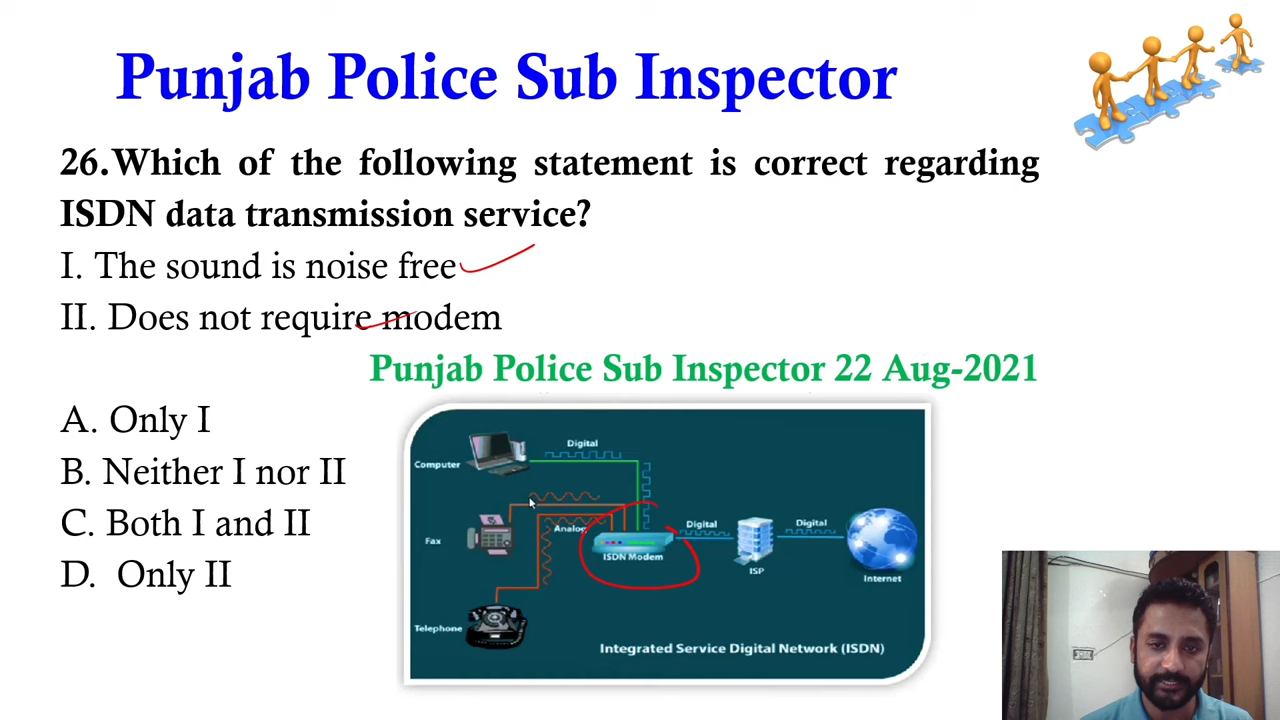 Punjab Police Sub Inspector
26.Which of the following statement is correct regarding
ISDN data transmission service?
I. The sound is noise free
II. Does not require modem
Punjab Police Sub Inspector 22 Aug-2021
A. Only I
B. Neither I nor II
C. Both I and II
D. Only II
Digital
Computer
Analog
Fax
Digital
Digital
ISDN Modem
ISP
Internet
Telephone
Integrated Service Digital Network (ISDN)